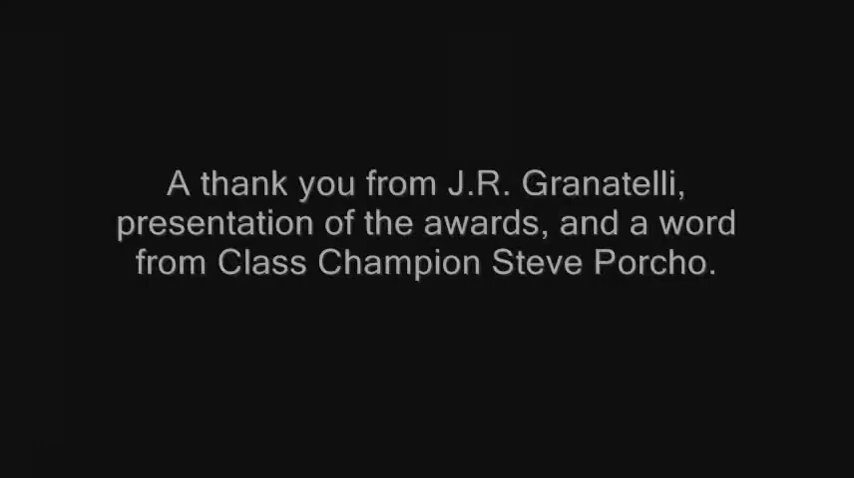 A thank you from J.R. Granatelli,
presentation of the awards, and a word
from Class Champion Steve Porcho.